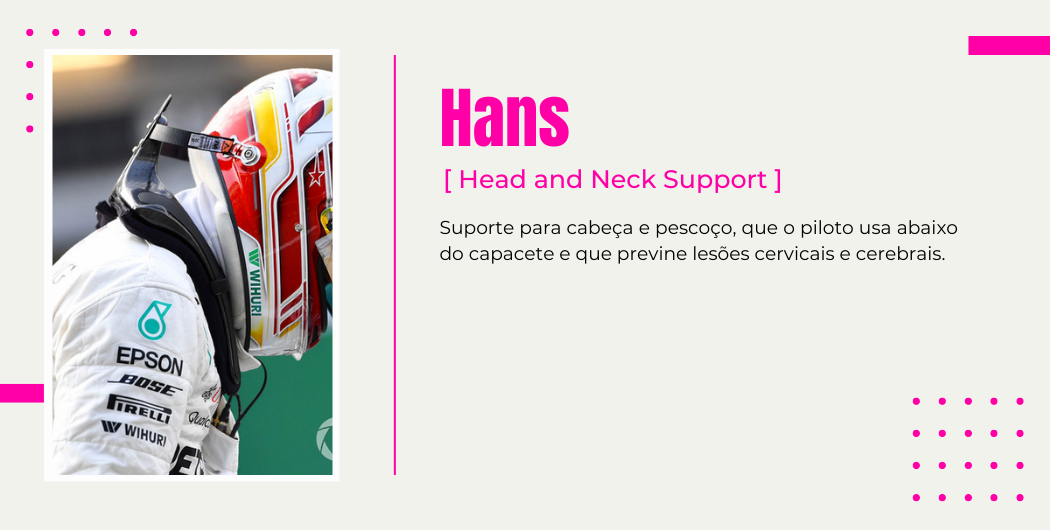 Hans
[ Head and Neck Support ]
Suporte para cabeça e pescoço, que o piloto usa abaixo
do capacete e que previne lesões cervicais e cerebrais.
WIHURI
EPSON
BOSE
PIRELLI
WIHURI